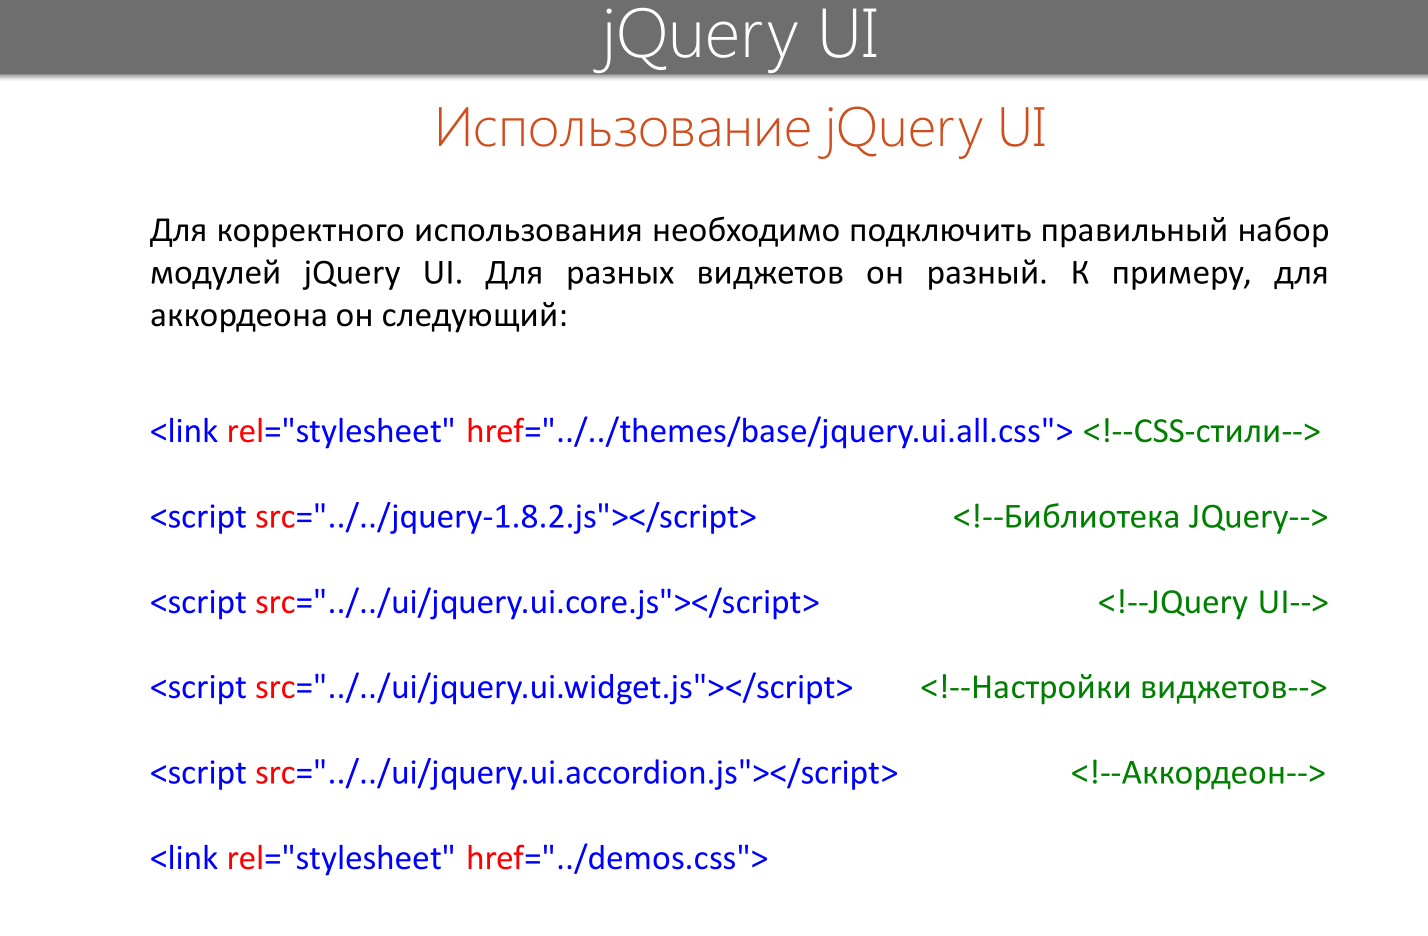 jQuery UI
Использование jQuery UI
Для корректного использования необходимо подключить правильный набор
модулей jQuery UI. Для разных виджетов он разный. К примеру, для
аккордеона он следующий:
<link rel="stylesheet" href="../../themes/base/jquery.ui.all.css"> <!--CSS-стили-->
<script src="../../jquery-1.8.2.js"></script> <!--Библиотека JQuery-->
<script src="../../ui/jquery.ui.core.js"></script> <!--JQuery UI-->
<script src="../../ui/jquery.ui.widget.js"></script> <!--Настройки виджетов-->
<script src="../../ui/jquery.ui.accordion.js"></script> <!--Аккордеон-->
<link rel="stylesheet" href="../demos.css">